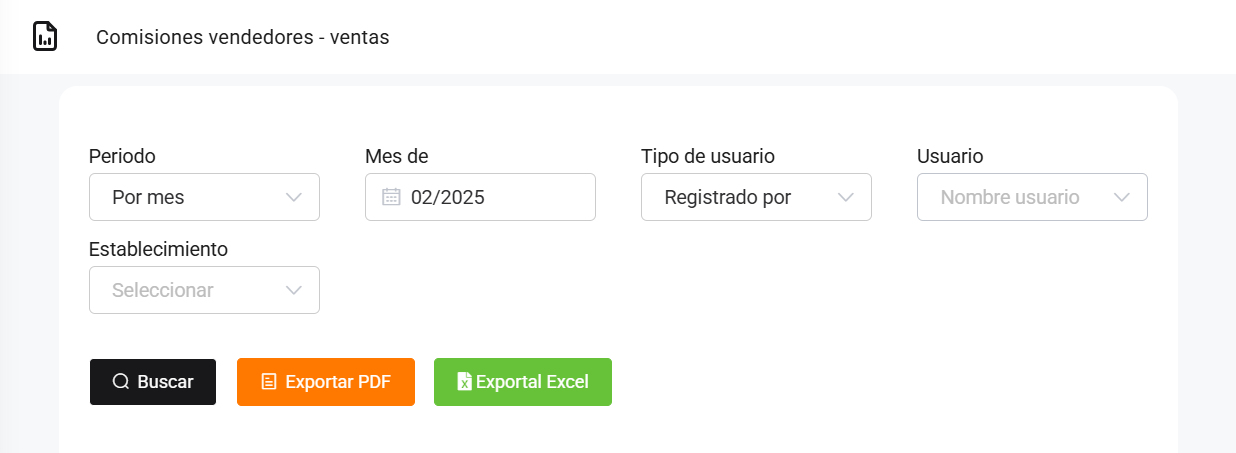 Comisiones vendedores - ventas
Periodo
Mes de
Tipo de usuario
Usuario
Por mes
02/2025
Registrado por
Nombre usuario
Establecimiento
Seleccionar
Buscar
Exportar PDF
Exportal Excel